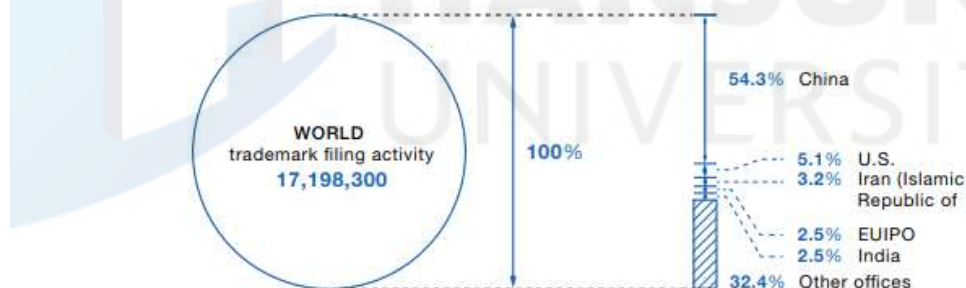 UNIVERSI
WORLD
trademark filing activity
17,198,300
100%
54.3% China
5.1% U.S.
3.2% Iran (Islamic
Republic of
2.5% EUIPO
2.5% India
32.4% Other offices